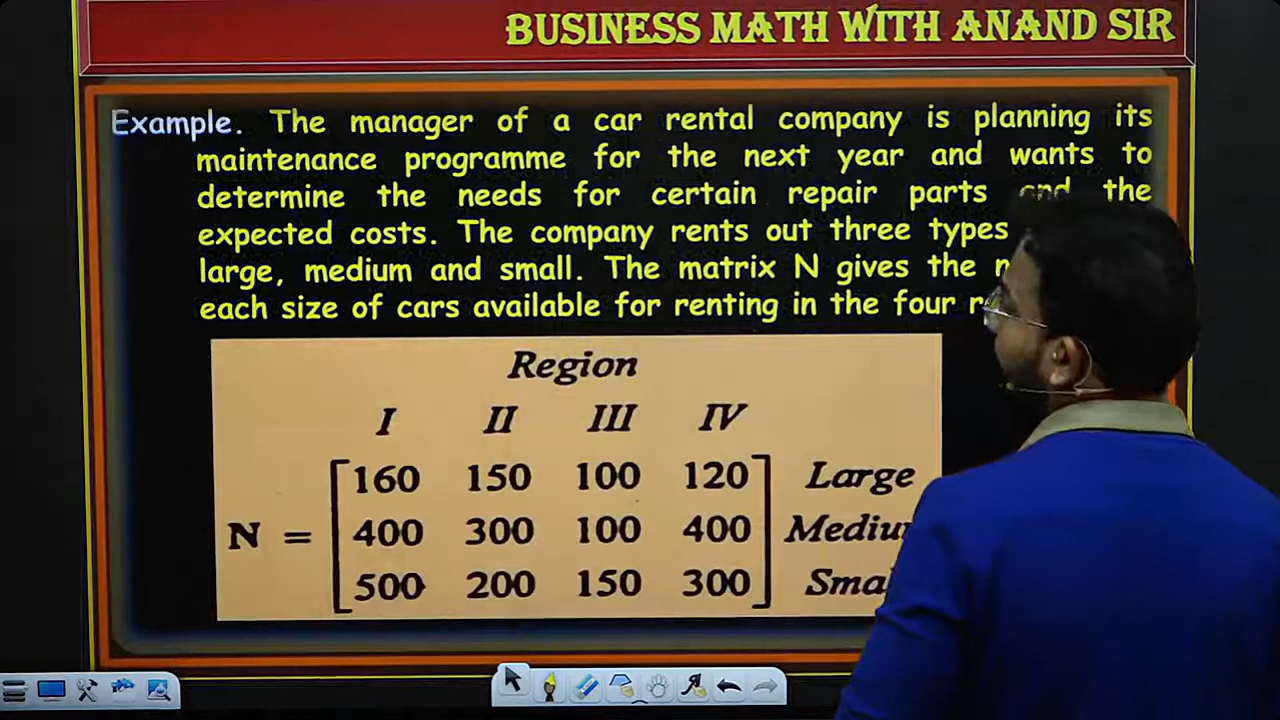 BUSINESS MATH WITH ANAND SIR
Example. The manager of a car rental company is planning its
maintenance programme for the next year and wants to
determine the needs for certain repair parts and the
expected costs. The company rents out three types
large, medium and small. The matrix N gives the
each size of cars available for renting in the four
Region
I II III IV
160 150 100 120 Large
N = 400 300 100 400
500 200 150 300